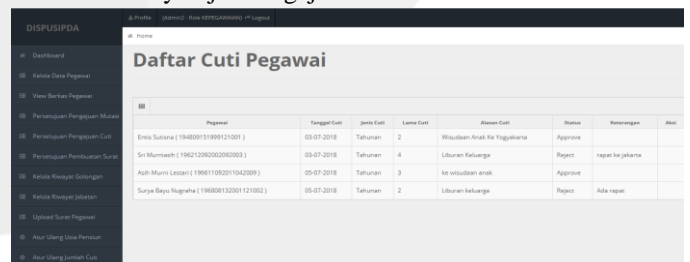 DISPUSIPDA
Profile (Admin) - Role KEPEGAWAIAN Logout
Home
Dashboard
Kelola Data Pegawai
View Berkas Pegawai
Persetujuan Pengajuan Mutasi
Persetujuan Pengajuan Cuti
Persetujuan Pembuatan Surat
Kelola Riwayat Golongan
Kelola Riwayat Jabatan
Upload Surat Pegawai
Atur Ulang Usia Pensiun
Atur Ulang Jumlah Cuti
Daftar Cuti Pegawai
Pegawai Tanggal Cuti Jenis Cuti Lama Cuti Alasan Cuti Status Keterangan Aksi
Entis Sutisna ( 194809151999121001 ) 03-07-2018 Tahunan 2 Wisudaan Anak Ke Yogyakarta Approve
Sri Murniasih ( 196212092002092003 ) 03-07-2018 Tahunan 4 Liburan Keluarga Reject rapat ke jakarta
Asih Murni Lestari ( 196611092011042009 ) 05-07-2018 Tahunan 3 ke wisudaan anak Approve
Surya Bayu Nugraha ( 196808132001121002 ) 05-07-2018 Tahunan 2 Liburan keluarga Reject Ada rapat